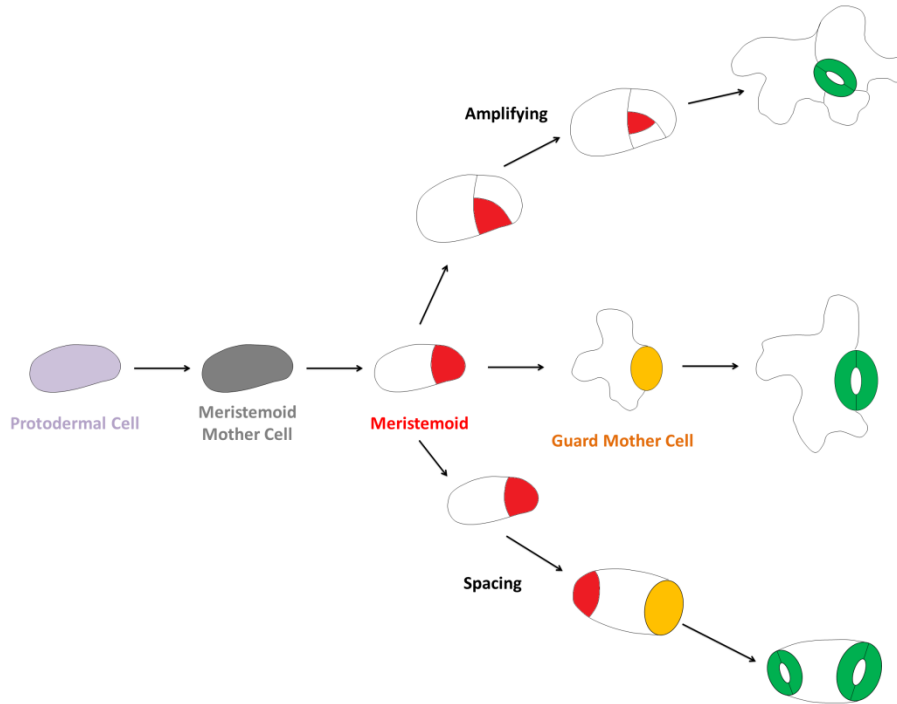 Amplifying
Protodermal Cell
Meristemoid
Mother Cell
Meristemoid
Guard Mother Cell
Spacing